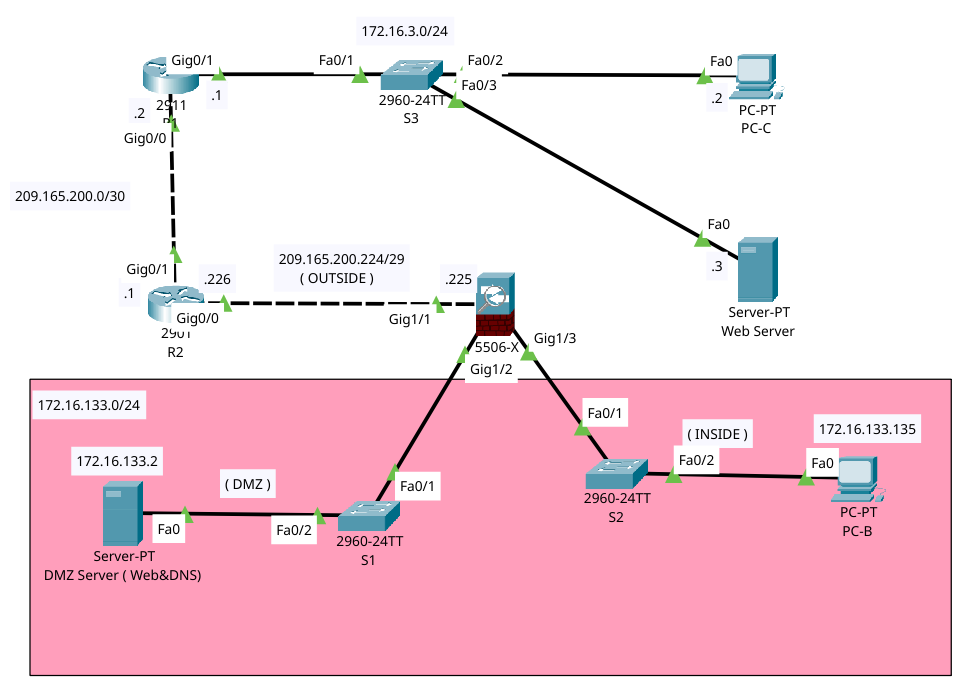 172.16.3.0/24
Gig0/1
Fa0/1
Fa0/2
Fa0
.1
Fa0/3
.2
2911
2960-24TT
S3
PC-PT
PC-C
.2
Gig0/0
209.165.200.0/30
Fa0
.3
Server-PT
Web Server
Gig0/1
.226
209.165.200.224/29
( OUTSIDE )
.225
.1
Gig0/0
Gig1/1
2901
R2
5506-X
Gig1/3
Gig1/2
172.16.133.0/24
Fa0/1
( INSIDE )
172.16.133.135
172.16.133.2
Fa0/2
Fa0
( DMZ )
Fa0/1
2960-24TT
S2
PC-PT
PC-B
Fa0
Fa0/2
2960-24TT
S1
Server-PT
DMZ Server ( Web&DNS)